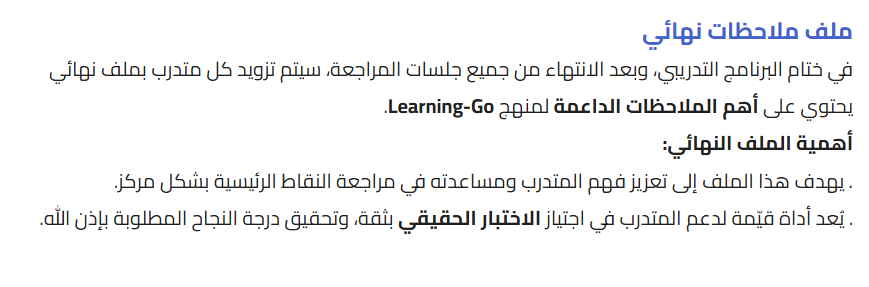 ملف ملاحظات نهائي
في ختام البرنامج التدريبي، وبعد الانتهاء من جميع جلسات المراجعة، سيتم تزويد كل متدرب بملف نهائي
يحتوي على أهم الملاحظات الداعمة لمنهج Learning-Go.
أهمية الملف النهائي:
. يهدف هذا الملف إلى تعزيز فهم المتدرب ومساعدته في مراجعة النقاط الرئيسية بشكل مركز.
. يُعد أداة قيّمة لدعم المتدرب في اجتياز الاختبار الحقيقي بثقة، وتحقيق درجة النجاح المطلوبة بإذن الله.